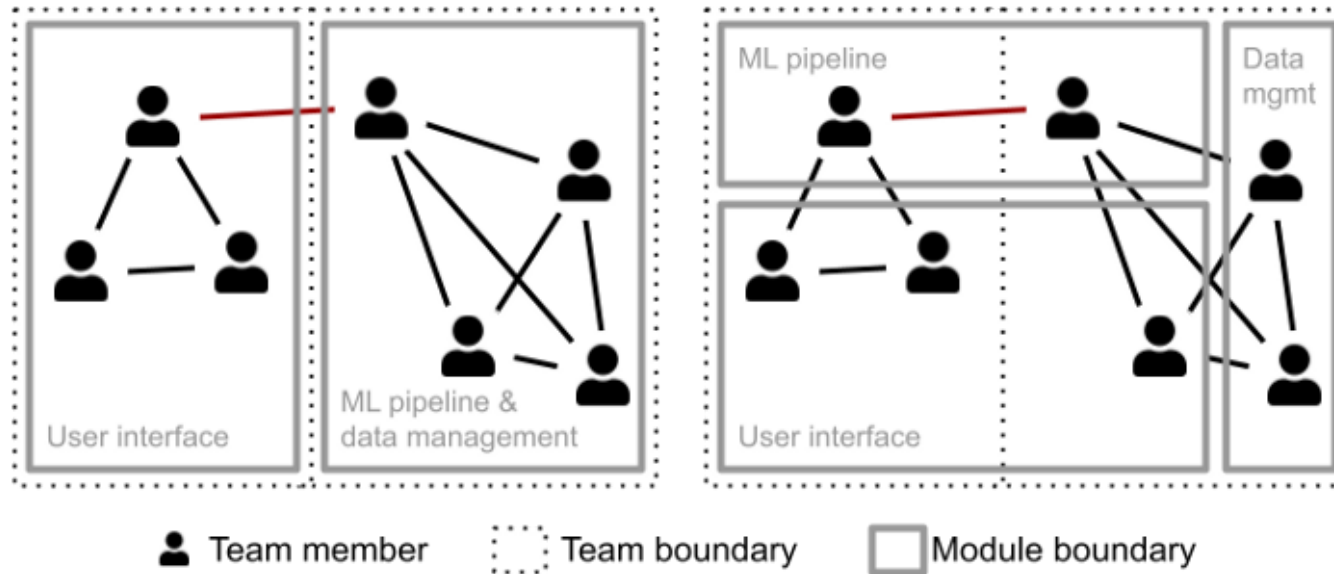 User interface
ML pipeline &
data management
ML pipeline
Data
mgmt
User interface
Team member
Team boundary
Module boundary